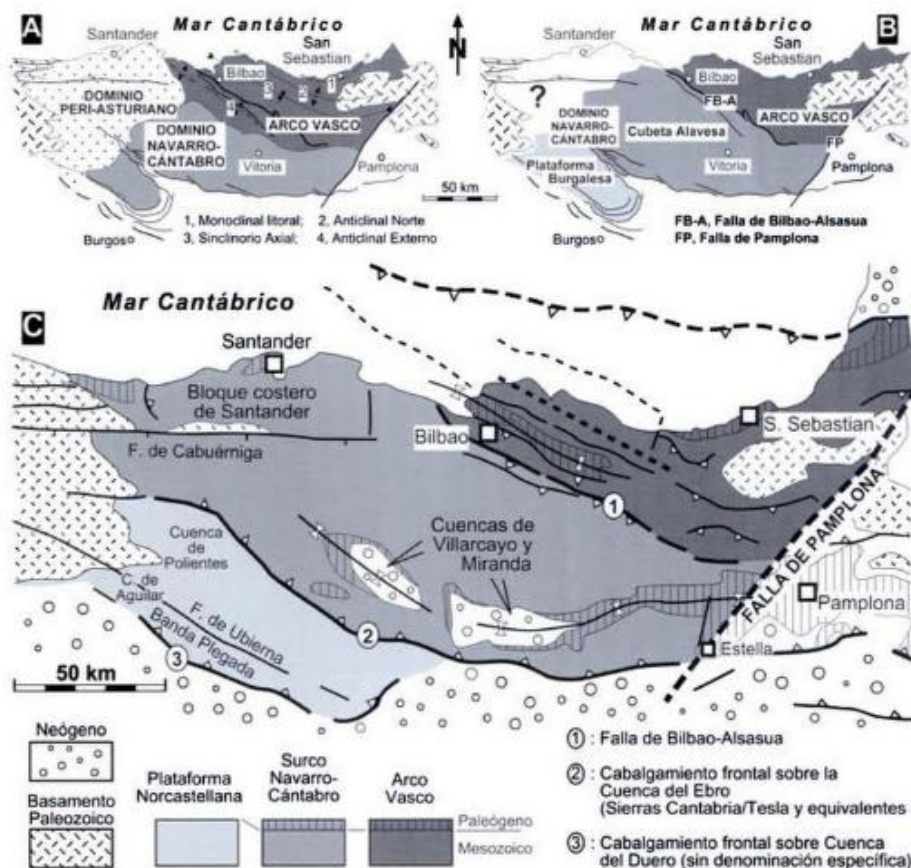 A
Mar Cantábrico
Santander
San
Sebastian
Bilbao
1
2
3
4
DOMINIO
PERI-ASTURIANO
DOMINIO
NAVARRO-
CÁNTABRO
ARCO VASCO
Vitoria
Pamplona
Burgos
1, Monoclinal litoral; 2, Anticlinal Norte
3, Sinclinorio Axial; 4, Anticlinal Externo
N
50 km
B
Mar Cantábrico
Santander
San
Sebastian
Bilbao
FB-A
?
ARCO VASCO
DOMINIO
NAVARRO-
CÁNTABRO
Cubeta Alavesa
FP
Plataforma
Burgalesa
Vitoria
Pamplona
Burgos
FB-A, Falla de Bilbao-Alsasua
FP, Falla de Pamplona
C
Mar Cantábrico
Santander
Bloque costero
de Santander
F. de Cabuérniga
Bilbao
S. Sebastian
1
Cuenca de
Polientes
Cuencas de
Villarcayo y
Miranda
FALLA DE PAMPLONA
Pamplona
C. de
Aguilar
F. de Ubierna
Banda Plegada
2
3
Estella
50 km
Neógeno
Basamento
Paleozoico
Plataforma
Norcastellana
Surco
Navarro-
Cántabro
Arco
Vasco
Paleógeno
Mesozoico
1 : Falla de Bilbao-Alsasua
2 : Cabalgamiento frontal sobre la
Cuenca del Ebro
(Sierras Cantabria/Tesla y equivalentes
3 : Cabalgamiento frontal sobre Cuenca
del Duero (sin denominación específica)